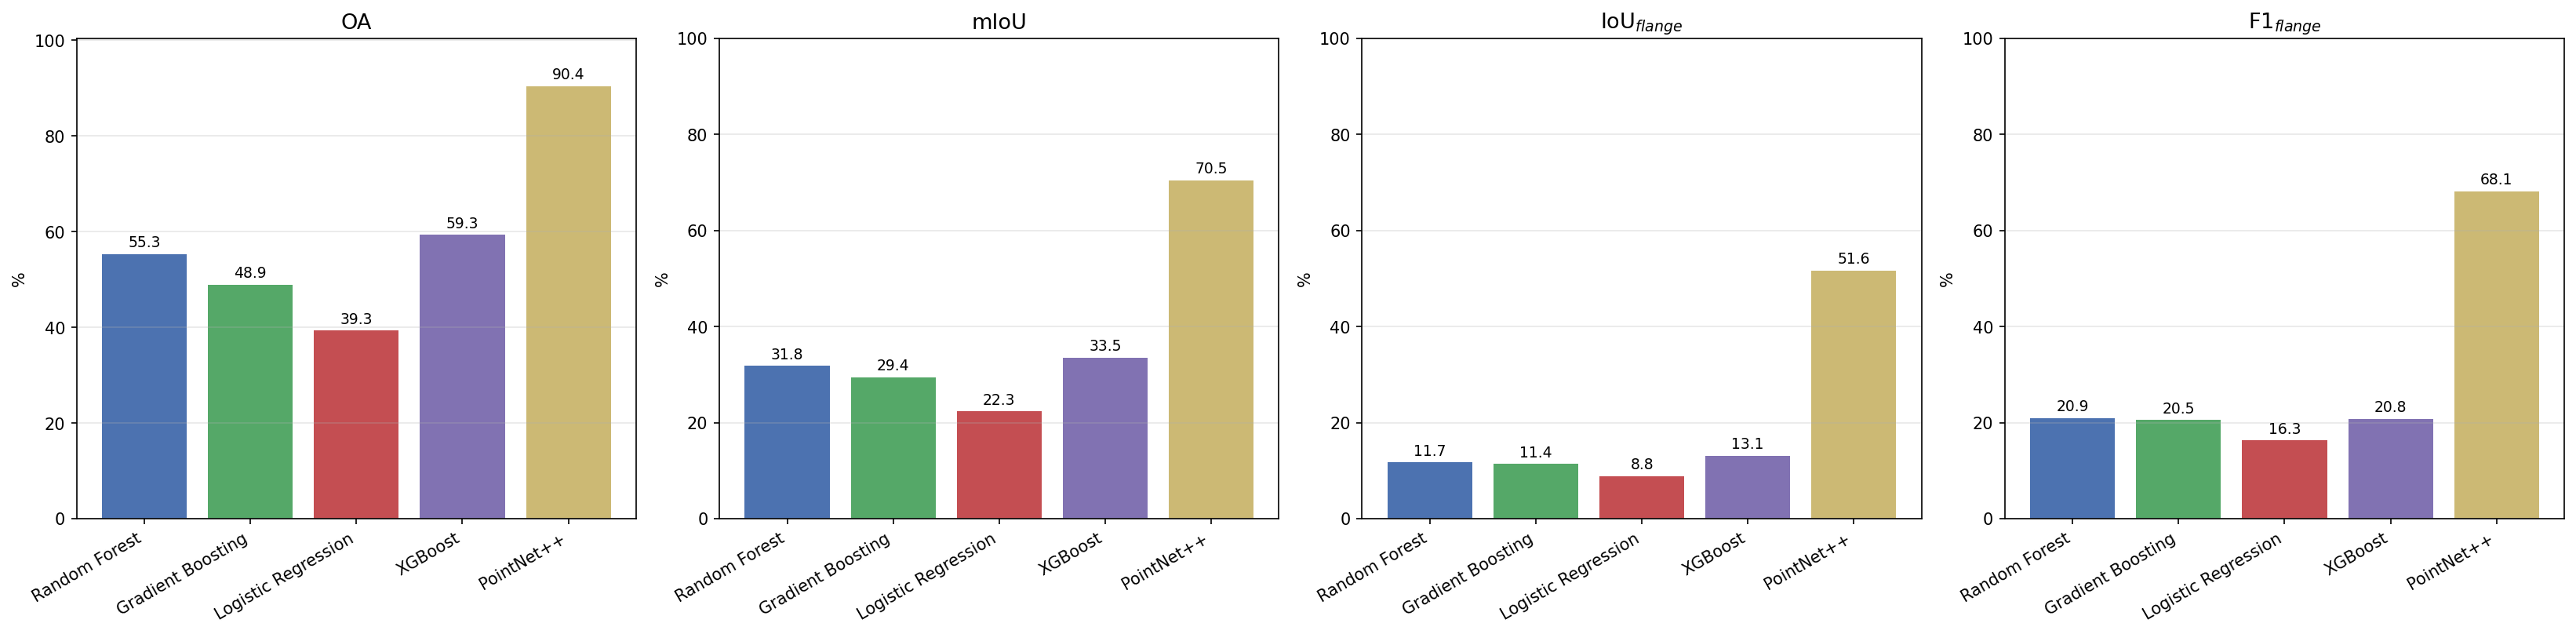 OA
%
100
80
60
40
20
0
55.3
48.9
39.3
59.3
90.4
Random Forest
Gradient Boosting
Logistic Regression
XGBoost
PointNet++
mIoU
%
100
80
60
40
20
0
31.8
29.4
22.3
33.5
70.5
Random Forest
Gradient Boosting
Logistic Regression
XGBoost
PointNet++
IoU_flange
%
100
80
60
40
20
0
11.7
11.4
8.8
13.1
51.6
Random Forest
Gradient Boosting
Logistic Regression
XGBoost
PointNet++
F1_flange
%
100
80
60
40
20
0
20.9
20.5
16.3
20.8
68.1
Random Forest
Gradient Boosting
Logistic Regression
XGBoost
PointNet++